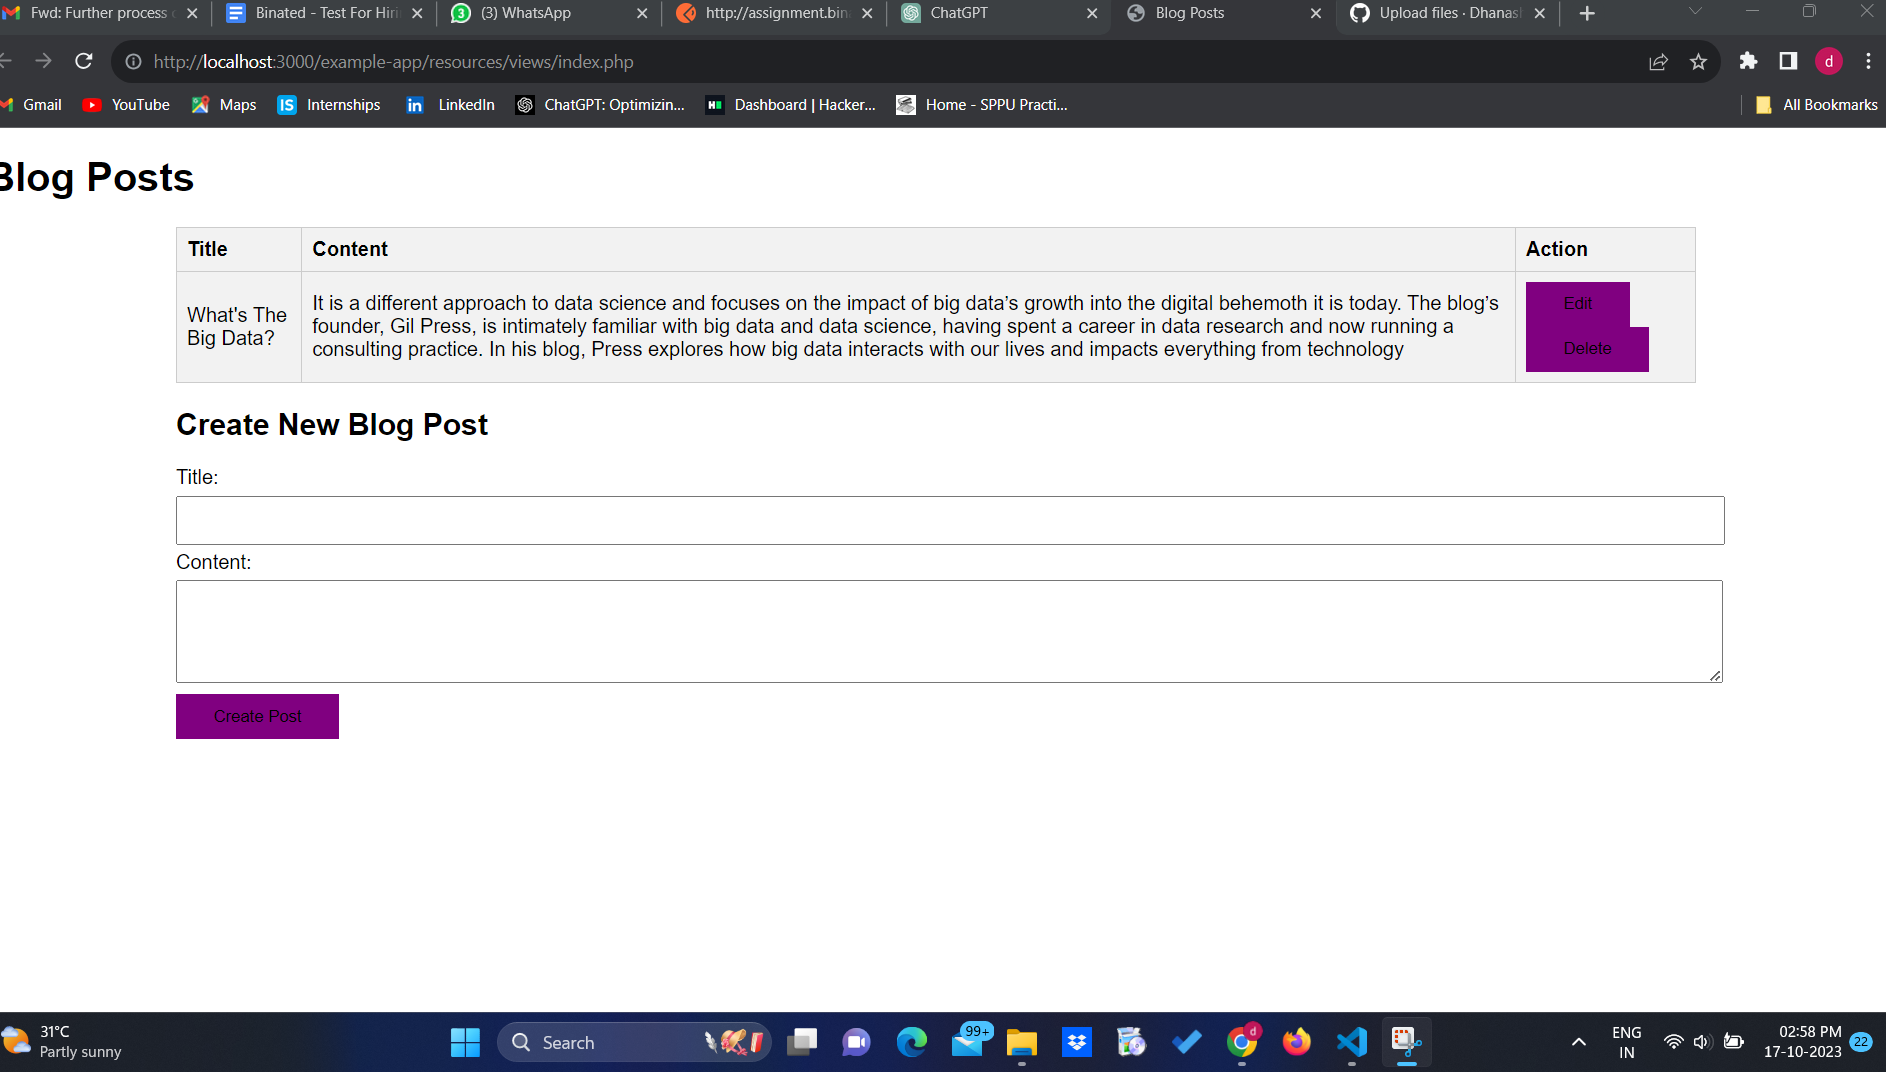 Fwd: Further process
Binated - Test For Hiri
(3) WhatsApp
http://assignment.bin
ChatGPT
Blog Posts
Upload files · Dhanash
http://localhost:3000/example-app/resources/views/index.php
d
Gmail
YouTube
Maps
IS
Internships
in
LinkedIn
ChatGPT: Optimizin...
Dashboard | Hacker...
Home - SPPU Practi...
All Bookmarks
Blog Posts
Title Content Action
What's The
Big Data?
It is a different approach to data science and focuses on the impact of big data’s growth into the digital behemoth it is today. The blog’s
founder, Gil Press, is intimately familiar with big data and data science, having spent a career in data research and now running a
consulting practice. In his blog, Press explores how big data interacts with our lives and impacts everything from technology
Edit
Delete
Create New Blog Post
Title:
Content:
Create Post
31°C
Partly sunny
Search
99+
d
ENG
IN
02:58 PM
17-10-2023
22